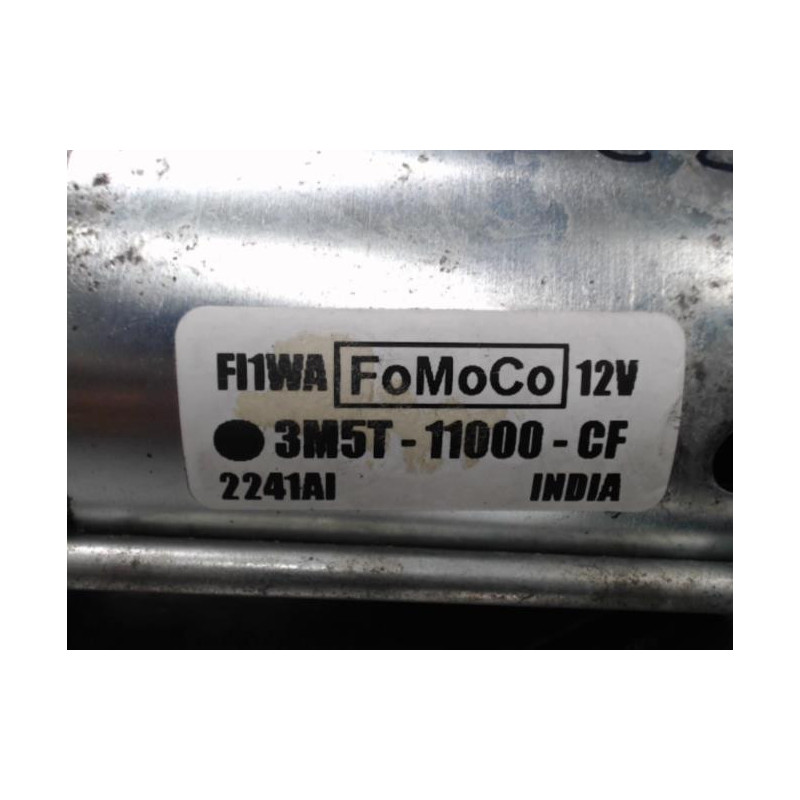 FI1WA FoMoCo 12V
3M5T - 11000 - CF
2241AI INDIA